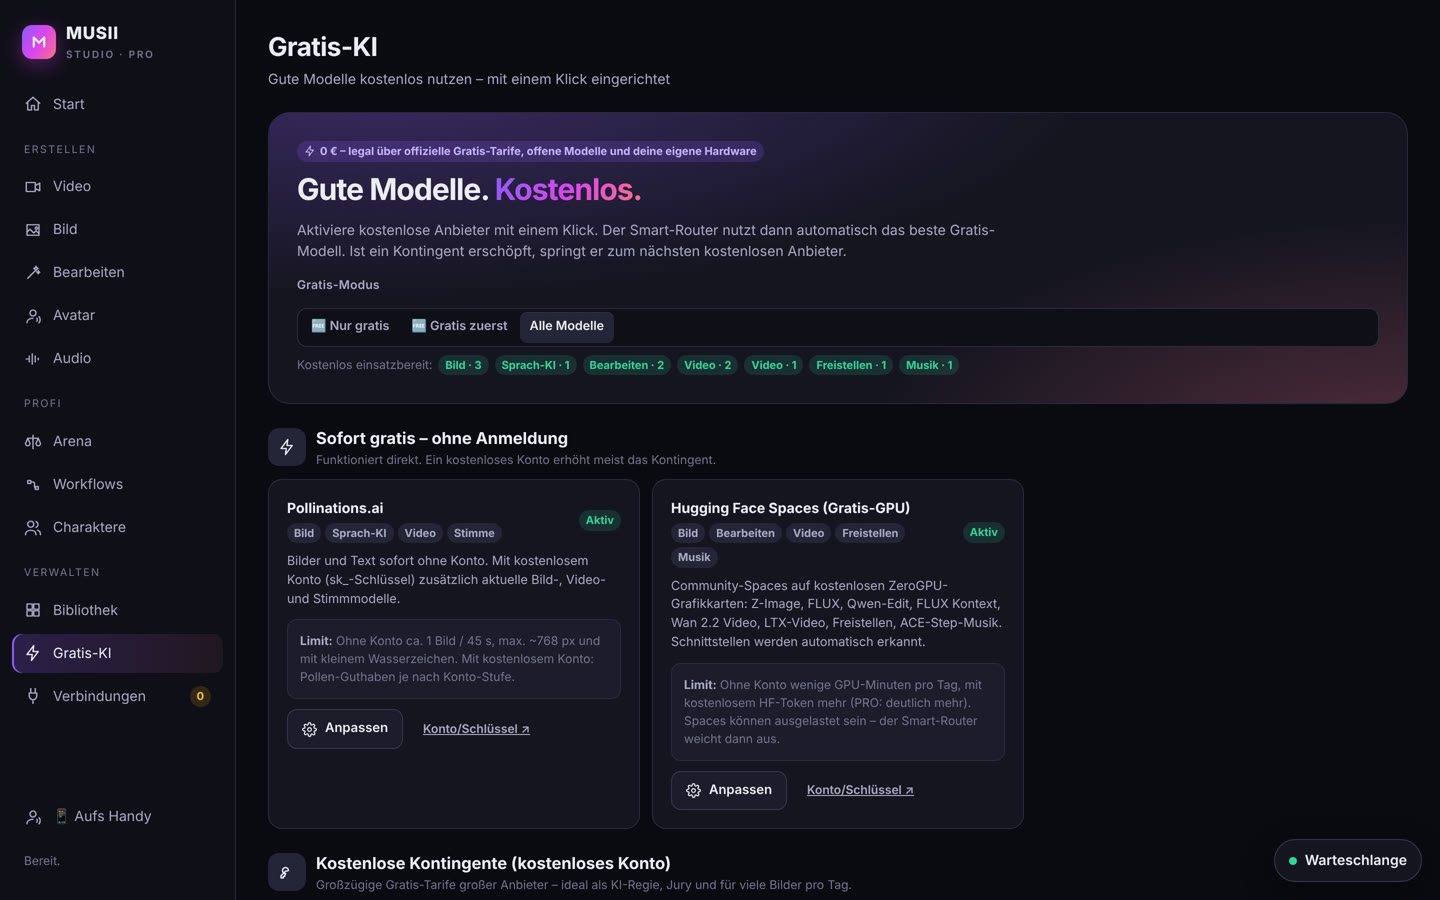 MUSII
STUDIO · PRO
Start
ERSTELLEN
Video
Bild
Bearbeiten
Avatar
Audio
PROFI
Arena
Workflows
Charaktere
VERWALTEN
Bibliothek
Gratis-KI
Verbindungen 0
📱 Aufs Handy
Bereit.
Gratis-KI
Gute Modelle kostenlos nutzen – mit einem Klick eingerichtet
0 € – legal über offizielle Gratis-Tarife, offene Modelle und deine eigene Hardware
Gute Modelle. Kostenlos.
Aktiviere kostenlose Anbieter mit einem Klick. Der Smart-Router nutzt dann automatisch das beste Gratis-
Modell. Ist ein Kontingent erschöpft, springt er zum nächsten kostenlosen Anbieter.
Gratis-Modus
🆓 Nur gratis 🆓 Gratis zuerst Alle Modelle
Kostenlos einsatzbereit: Bild · 3 Sprach-KI · 1 Bearbeiten · 2 Video · 2 Video · 1 Freistellen · 1 Musik · 1
Sofort gratis – ohne Anmeldung
Funktioniert direkt. Ein kostenloses Konto erhöht meist das Kontingent.
Pollinations.ai
Bild Sprach-KI Video Stimme
Aktiv
Bilder und Text sofort ohne Konto. Mit kostenlosem
Konto (sk_-Schlüssel) zusätzlich aktuelle Bild-, Video-
und Stimmmodelle.
Limit: Ohne Konto ca. 1 Bild / 45 s, max. ~768 px und
mit kleinem Wasserzeichen. Mit kostenlosem Konto:
Pollen-Guthaben je nach Konto-Stufe.
Anpassen Konto/Schlüssel ↗
Hugging Face Spaces (Gratis-GPU)
Bild Bearbeiten Video Freistellen
Musik
Aktiv
Community-Spaces auf kostenlosen ZeroGPU-
Grafikkarten: Z-Image, FLUX, Qwen-Edit, FLUX Kontext,
Wan 2.2 Video, LTX-Video, Freistellen, ACE-Step-Musik.
Schnittstellen werden automatisch erkannt.
Limit: Ohne Konto wenige GPU-Minuten pro Tag, mit
kostenlosem HF-Token mehr (PRO: deutlich mehr).
Spaces können ausgelastet sein – der Smart-Router
weicht dann aus.
Anpassen Konto/Schlüssel ↗
Kostenlose Kontingente (kostenloses Konto)
Großzügige Gratis-Tarife großer Anbieter – ideal als KI-Regie, Jury und für viele Bilder pro Tag.
Warteschlange